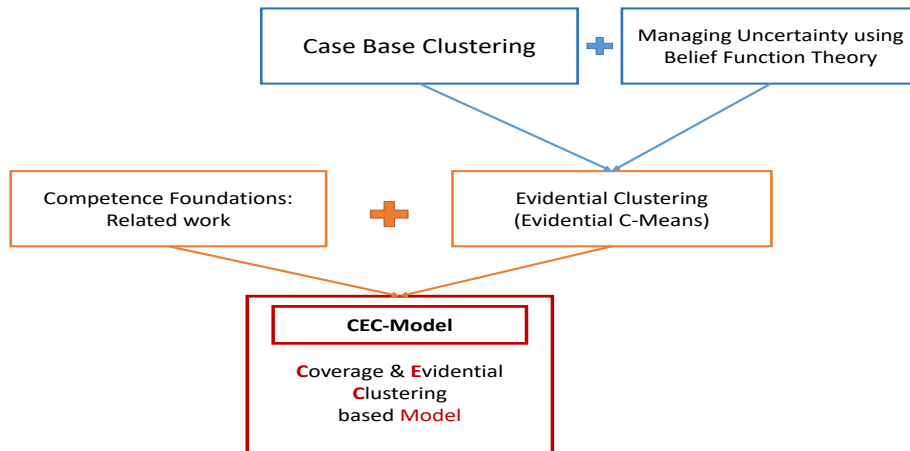 Case Base Clustering
Managing Uncertainty using
Belief Function Theory
Competence Foundations:
Related work
Evidential Clustering
(Evidential C-Means)
CEC-Model
Coverage & Evidential
Clustering
based Model